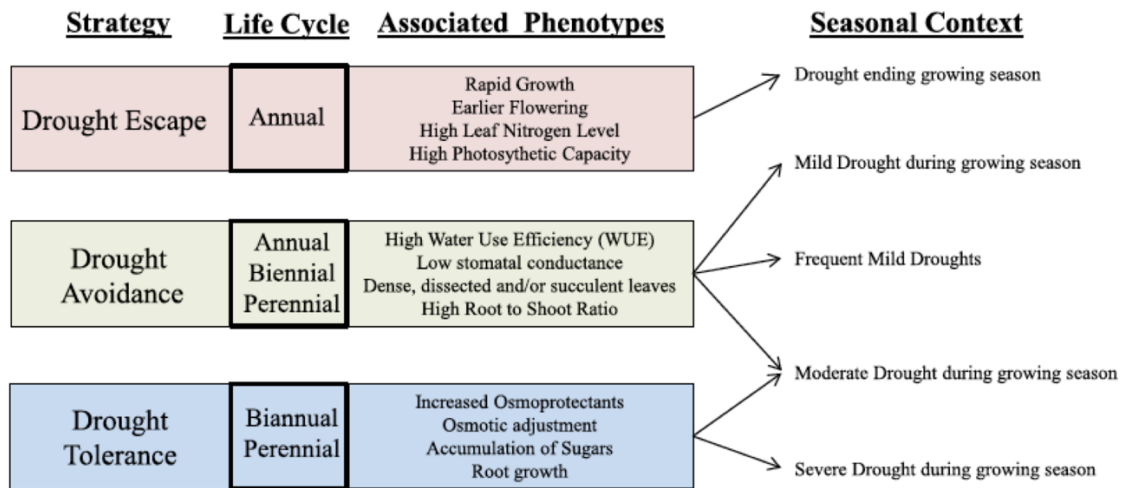 Strategy
Life Cycle
Associated Phenotypes
Seasonal Context
Drought Escape
Annual
Rapid Growth
Earlier Flowering
High Leaf Nitrogen Level
High Photosythetic Capacity
Drought ending growing season
Mild Drought during growing season
Drought
Avoidance
Annual
Biennial
Perennial
High Water Use Efficiency (WUE)
Low stomatal conductance
Dense, dissected and/or succulent leaves
High Root to Shoot Ratio
Frequent Mild Droughts
Moderate Drought during growing season
Drought
Tolerance
Biannual
Perennial
Increased Osmoprotectants
Osmotic adjustment
Accumulation of Sugars
Root growth
Severe Drought during growing season